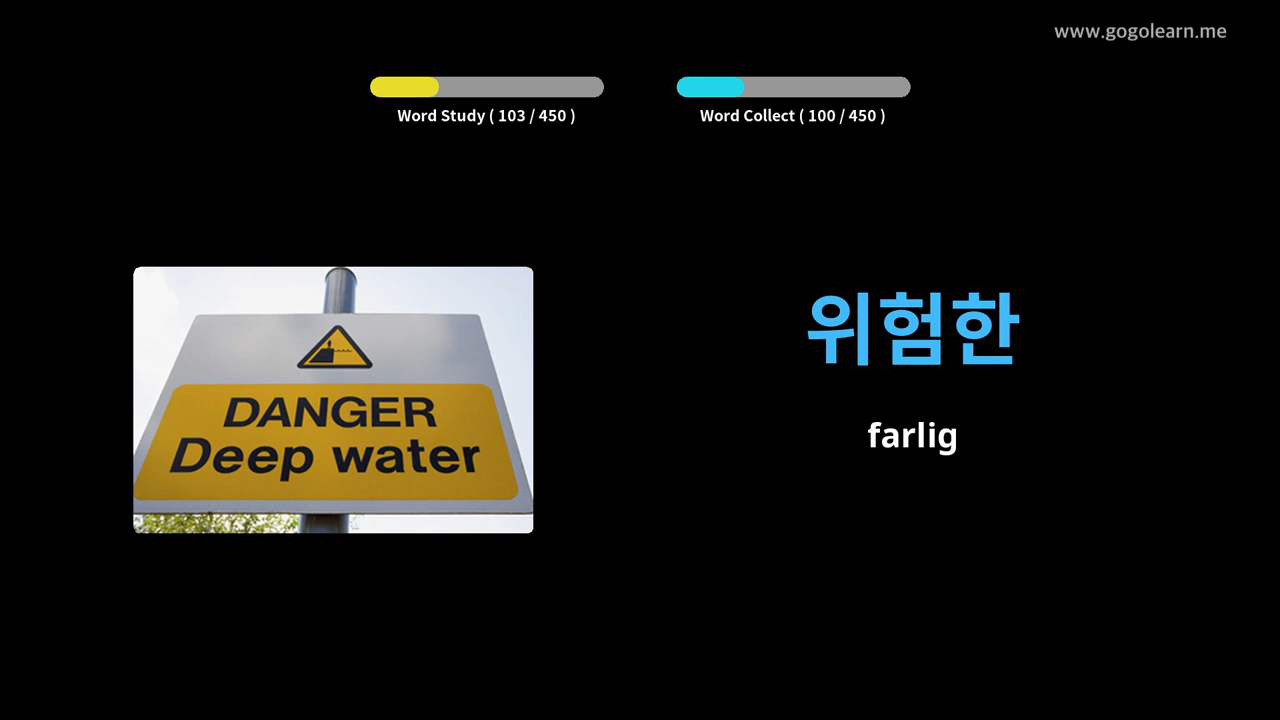 www.gogolearn.me
Word Study ( 103 / 450 )
Word Collect ( 100 / 450 )
DANGER
Deep water
위험한
farlig